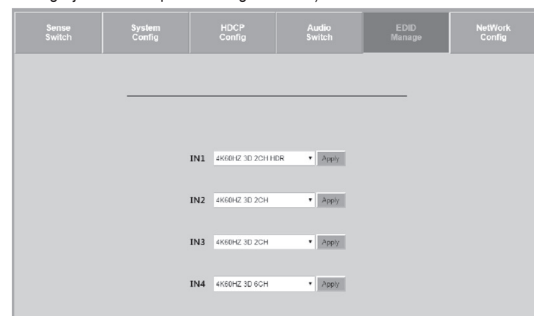 Sense Switch
System Config
HDCP Config
Audio Switch
EDID Manage
NetWork Config
IN1 4K60HZ 3D 2CH HDR Apply
IN2 4K60HZ 3D 2CH Apply
IN3 4K60HZ 3D 2CH Apply
IN4 4K60HZ 3D 6CH Apply